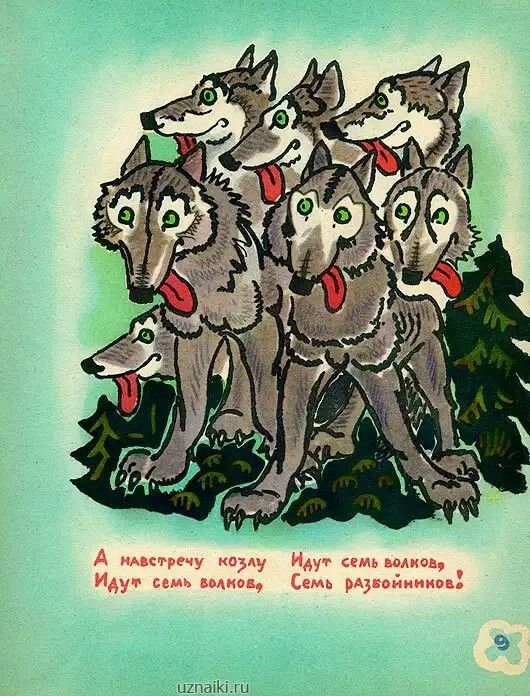 А навстречу козлу
Идут семь волков,
Идут семь волков,
Семь разбойников!
9
uznaiki.ru